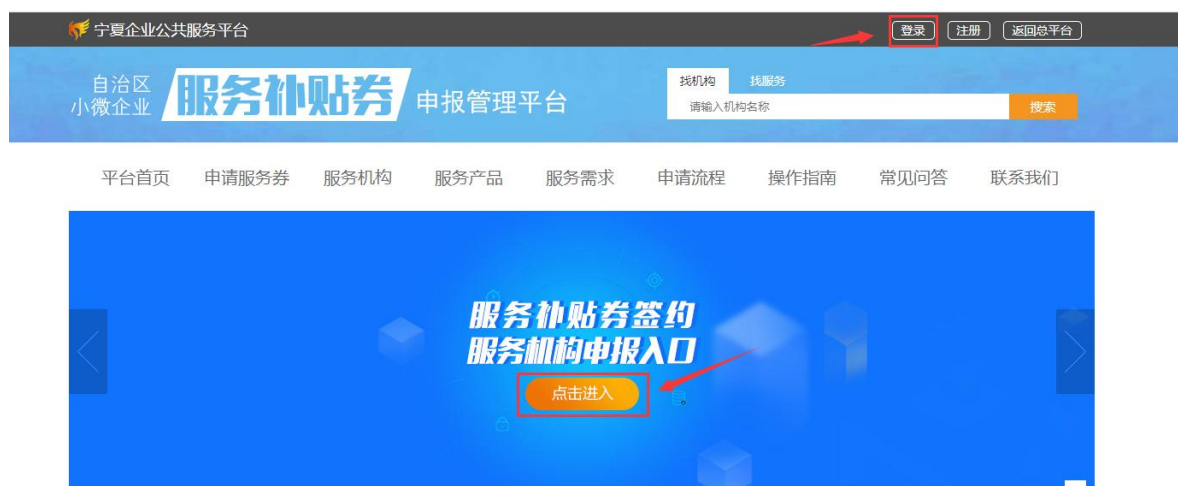 宁夏企业公共服务平台
登录 注册 返回总平台
自治区
小微企业
服务补贴券
申报管理平台
找机构 找服务
请输入机构名称
搜索
平台首页 申请服务券 服务机构 服务产品 服务需求 申请流程 操作指南 常见问答 联系我们
服务补贴券签约
服务机构申报入口
点击进入